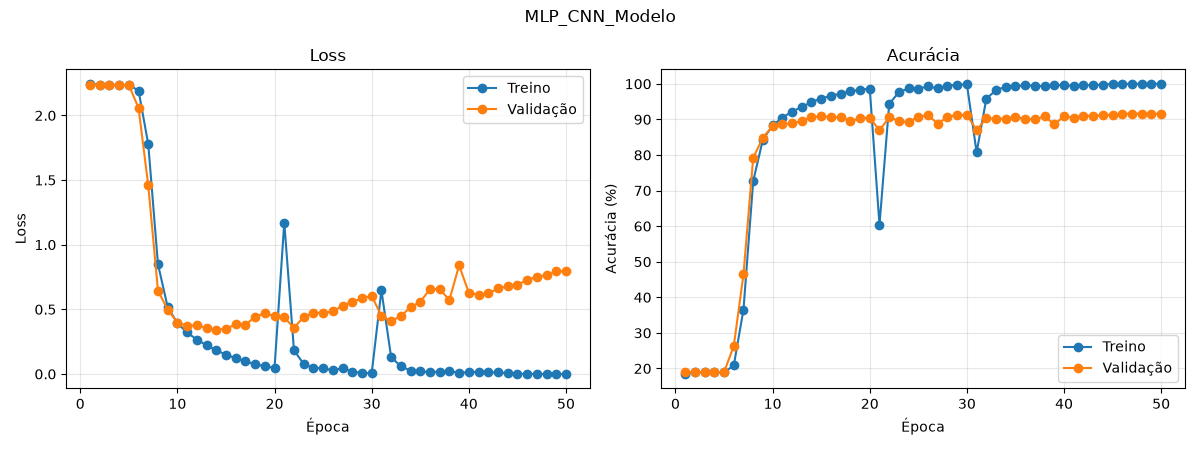 MLP_CNN_Modelo
Loss
Treino
Validação
2.0
1.5
1.0
0.5
0.0
Loss
0 10 20 30 40 50
Época
Acurácia
100
90
80
70
60
50
40
30
20
Acurácia (%)
Treino
Validação
0 10 20 30 40 50
Época